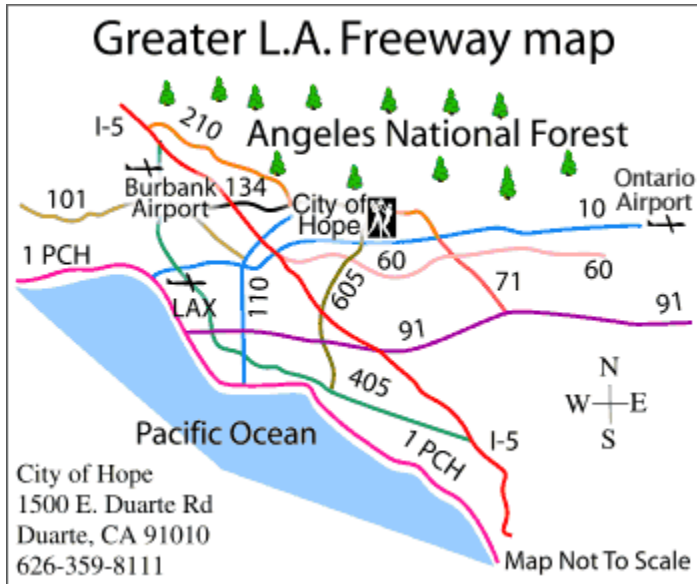 Greater L.A. Freeway map
I-5
210
Angeles National Forest
101
Burbank
Airport
134
City of
Hope
10
Ontario
Airport
1 PCH
60
60
LAX
110
605
71
91
91
405
N
W E
S
Pacific Ocean
1 PCH
I-5
City of Hope
1500 E. Duarte Rd
Duarte, CA 91010
626-359-8111
Map Not To Scale